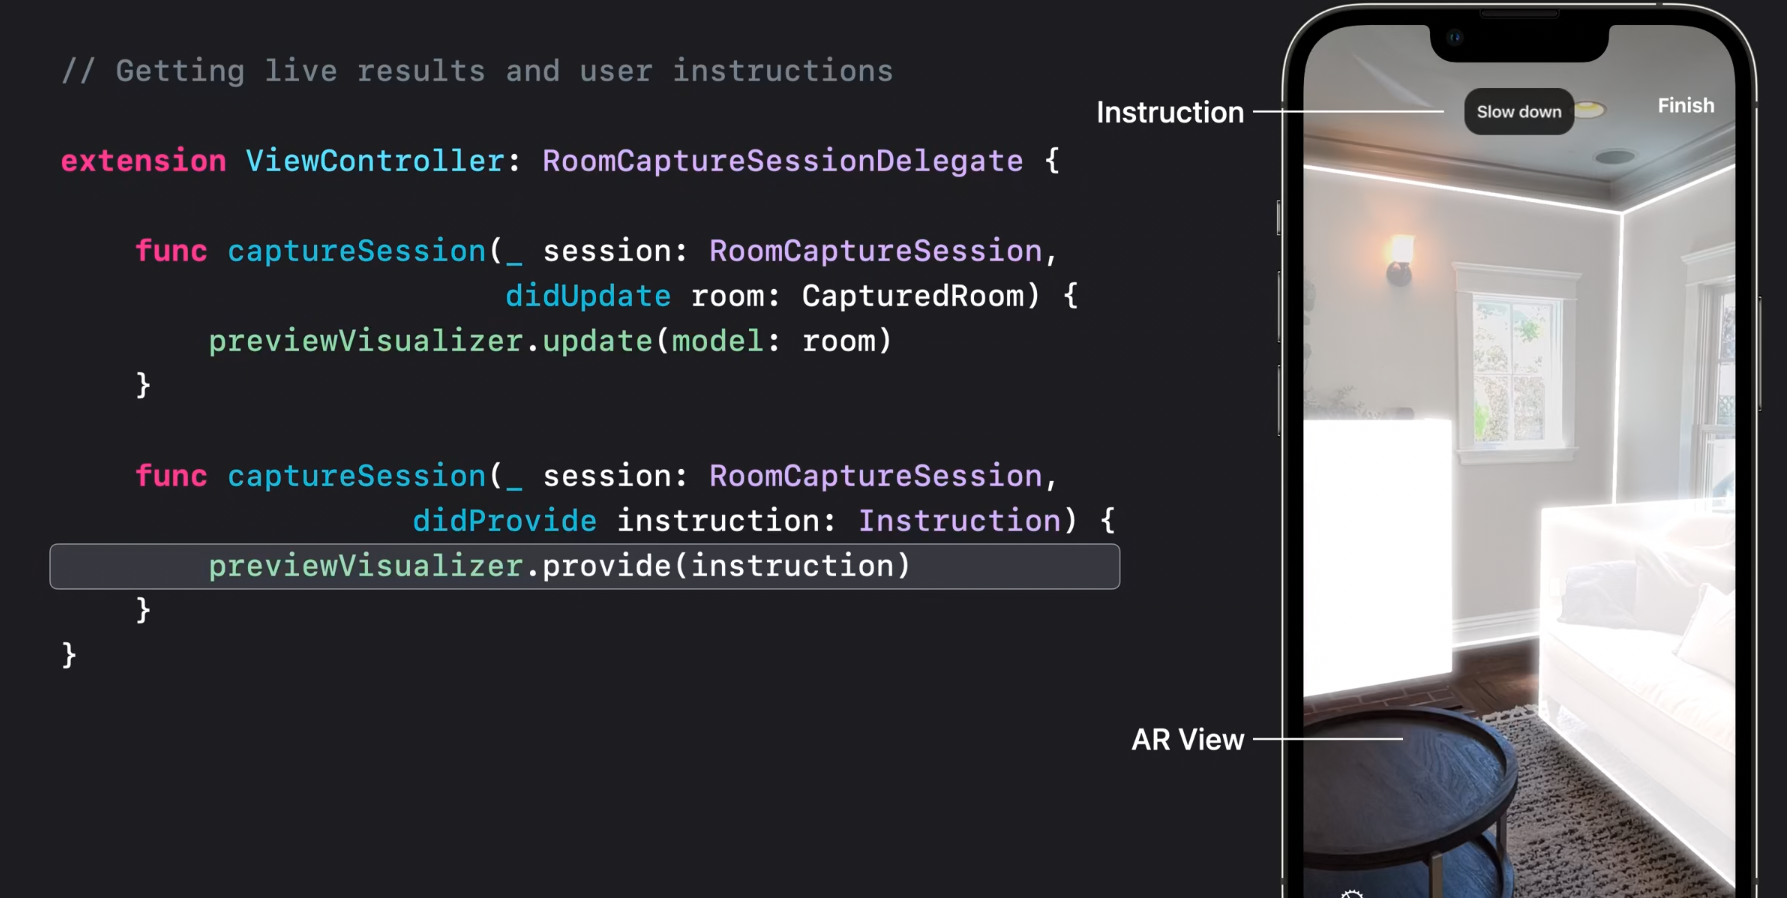 // Getting live results and user instructions
extension ViewController: RoomCaptureSessionDelegate {
func captureSession(_ session: RoomCaptureSession,
didUpdate room: CapturedRoom) {
previewVisualizer.update(model: room)
}
func captureSession(_ session: RoomCaptureSession,
didProvide instruction: Instruction) {
previewVisualizer.provide(instruction)
}
}
Instruction
Slow down
Finish
AR View